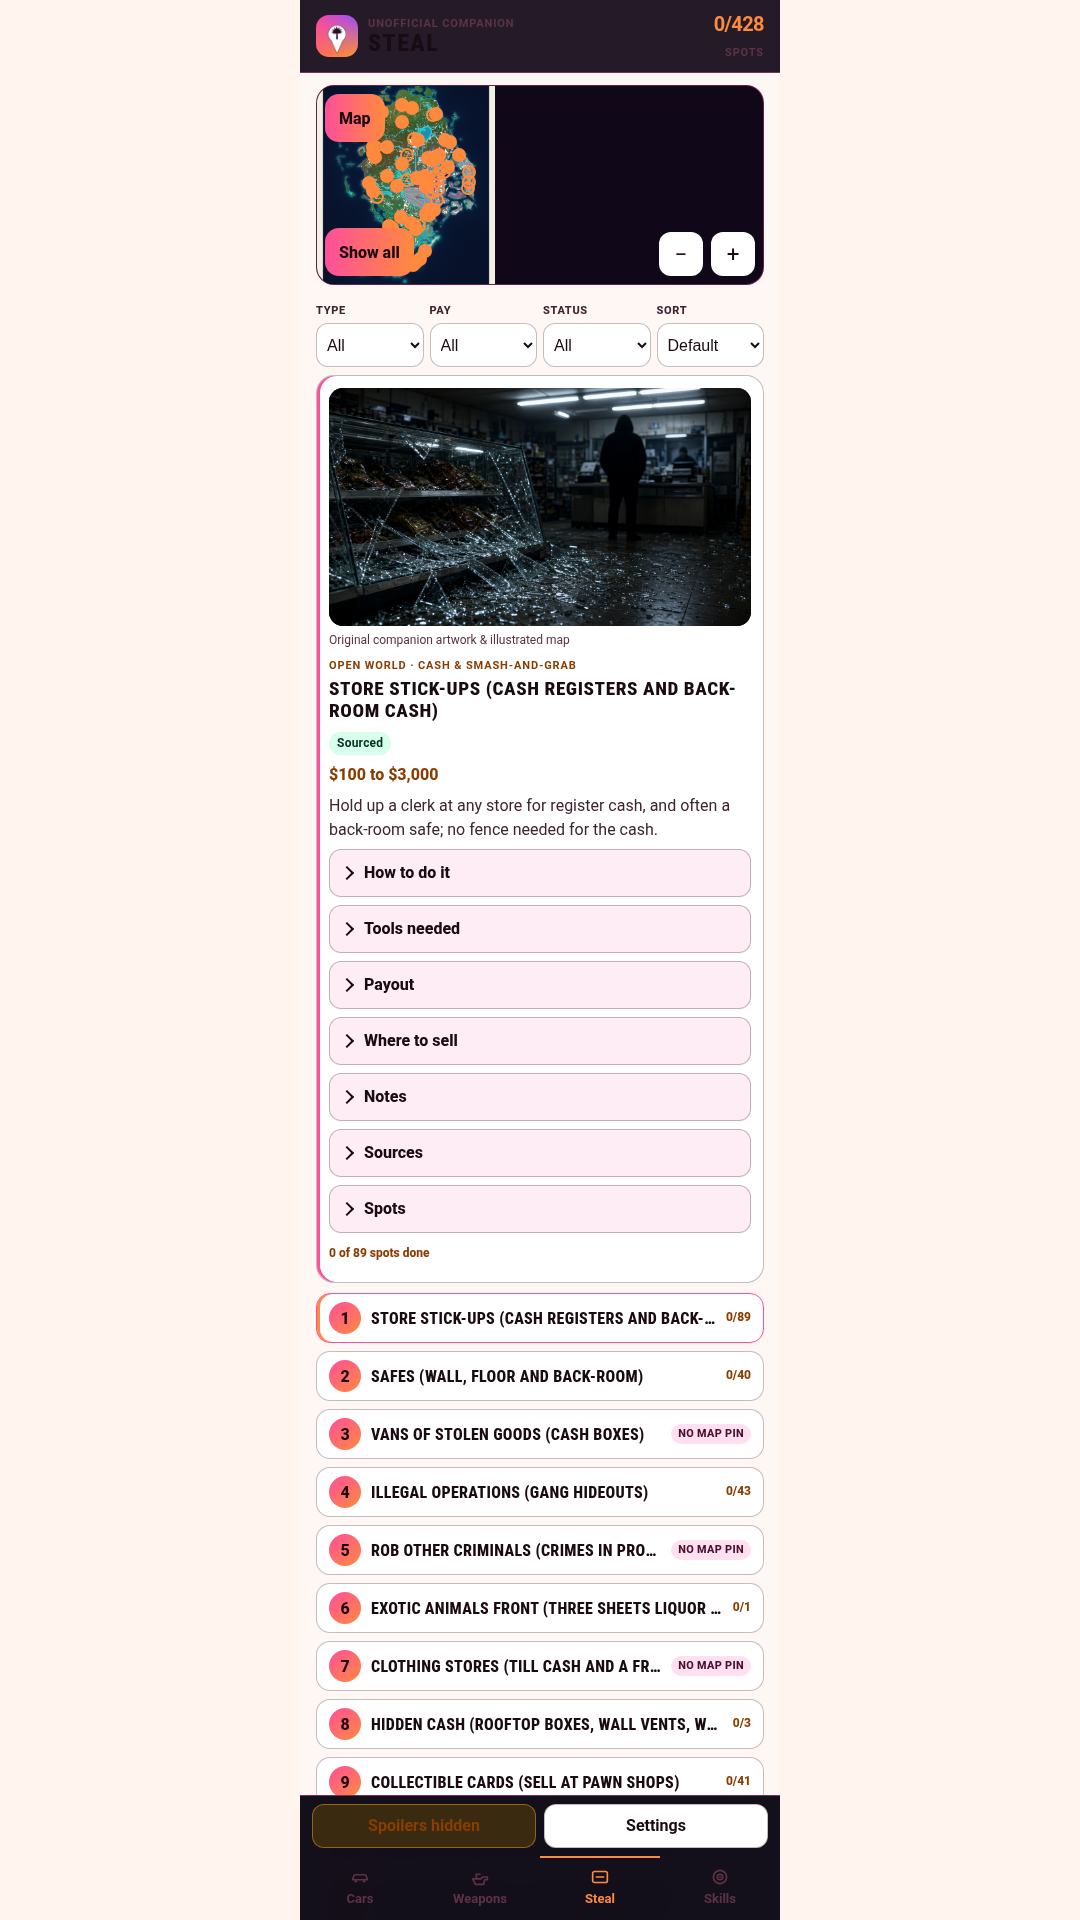 UNOFFICIAL COMPANION
STEAL
0/428
SPOTS
Map
Show all
−
+
TYPE
PAY
STATUS
SORT
All
All
All
Default
Original companion artwork & illustrated map
OPEN WORLD · CASH & SMASH-AND-GRAB
STORE STICK-UPS (CASH REGISTERS AND BACK-
ROOM CASH)
Sourced
$100 to $3,000
Hold up a clerk at any store for register cash, and often a
back-room safe; no fence needed for the cash.
How to do it
Tools needed
Payout
Where to sell
Notes
Sources
Spots
0 of 89 spots done
1 STORE STICK-UPS (CASH REGISTERS AND BACK-… 0/89
2 SAFES (WALL, FLOOR AND BACK-ROOM) 0/40
3 VANS OF STOLEN GOODS (CASH BOXES) NO MAP PIN
4 ILLEGAL OPERATIONS (GANG HIDEOUTS) 0/43
5 ROB OTHER CRIMINALS (CRIMES IN PRO… NO MAP PIN
6 EXOTIC ANIMALS FRONT (THREE SHEETS LIQUOR … 0/1
7 CLOTHING STORES (TILL CASH AND A FR… NO MAP PIN
8 HIDDEN CASH (ROOFTOP BOXES, WALL VENTS, W… 0/3
9 COLLECTIBLE CARDS (SELL AT PAWN SHOPS) 0/41
Spoilers hidden
Settings
Cars
Weapons
Steal
Skills